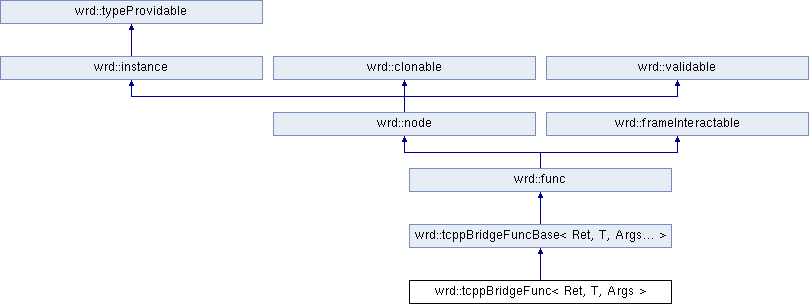 wrd::typeProvidable
wrd::instance
wrd::clonable
wrd::validable
wrd::node
wrd::frameInteractable
wrd::func
wrd::tcppBridgeFuncBase< Ret, T, Args... >
wrd::tcppBridgeFunc< Ret, T, Args >